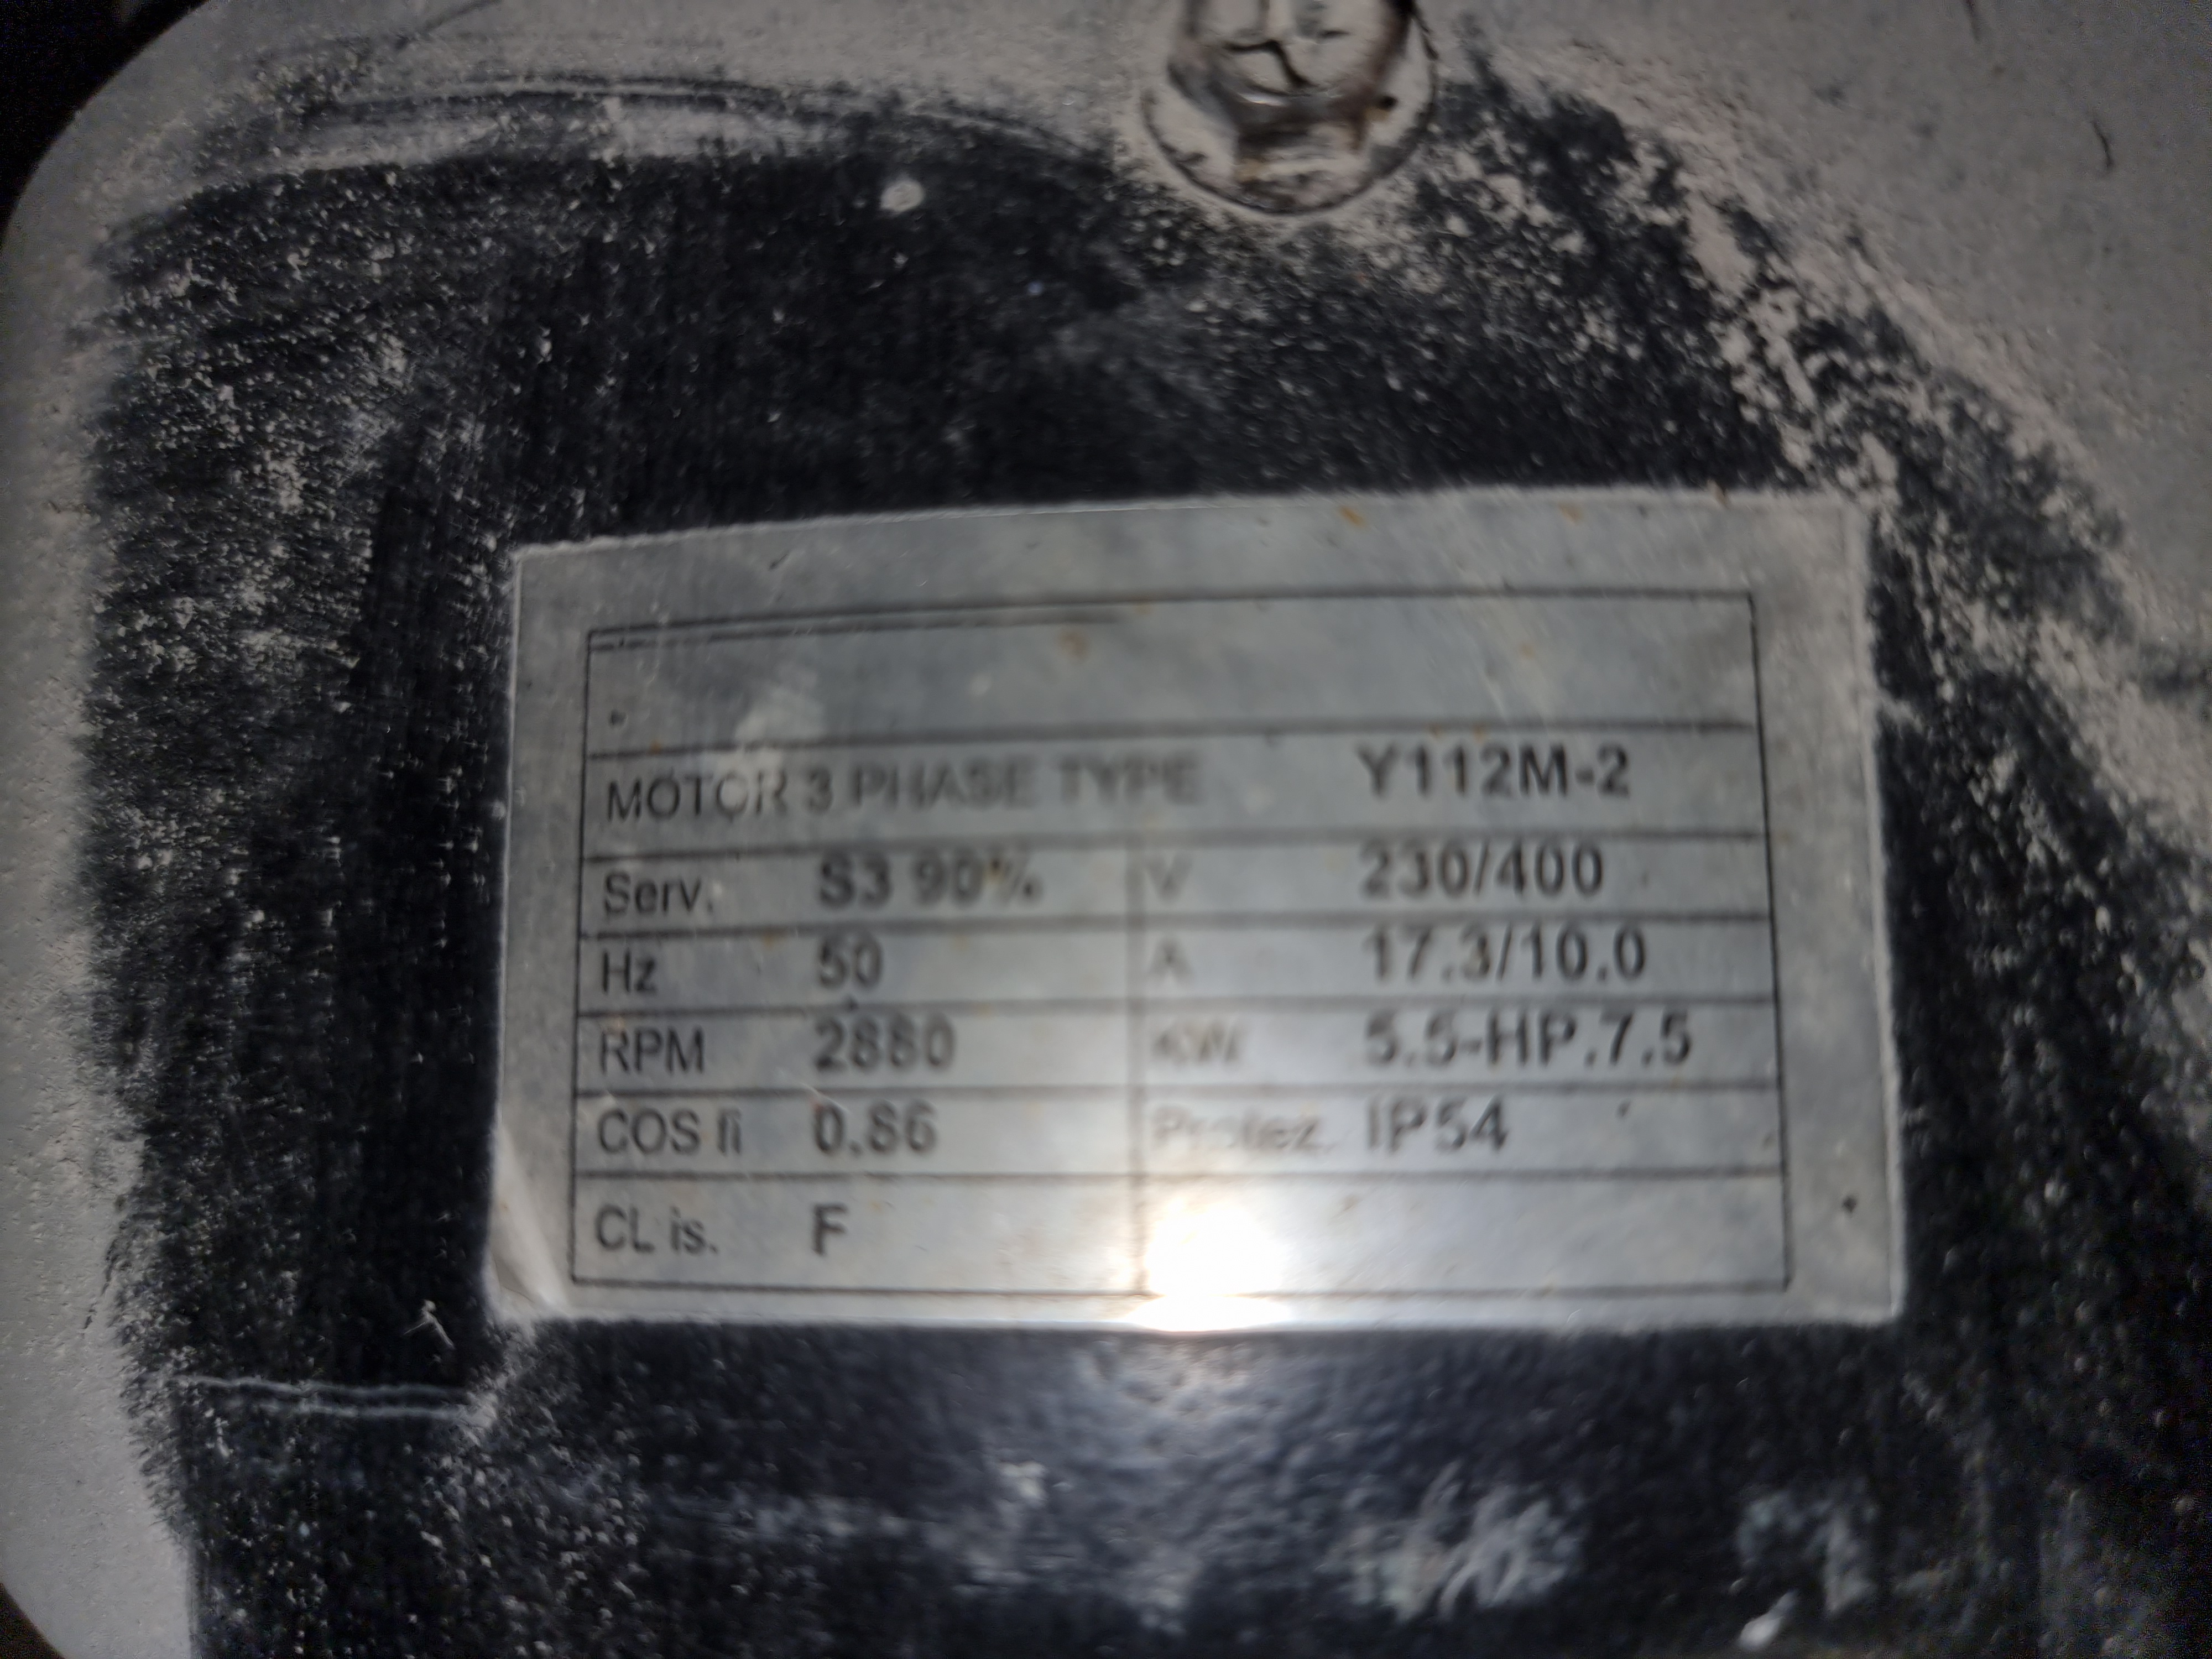 MOTOR 3 PHASE TYPE Y112M-2
Serv. S3 90% V 230/400
Hz 50 A 17.3/10.0
RPM 2880 KW 5.5-HP.7.5
COS fi 0.86 Protez. IP54
CL is. F